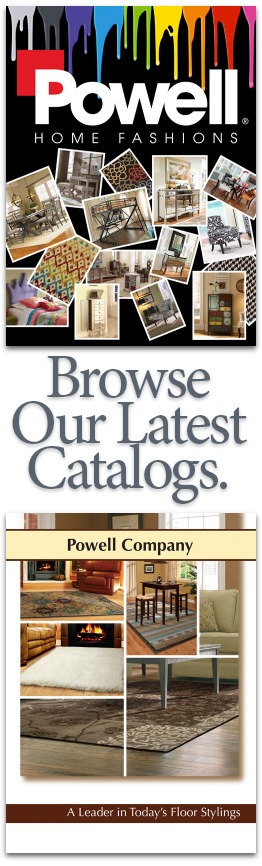 Powell®
HOME FASHIONS
Browse
Our Latest
Catalogs.
Powell Company
A Leader in Today's Floor Stylings